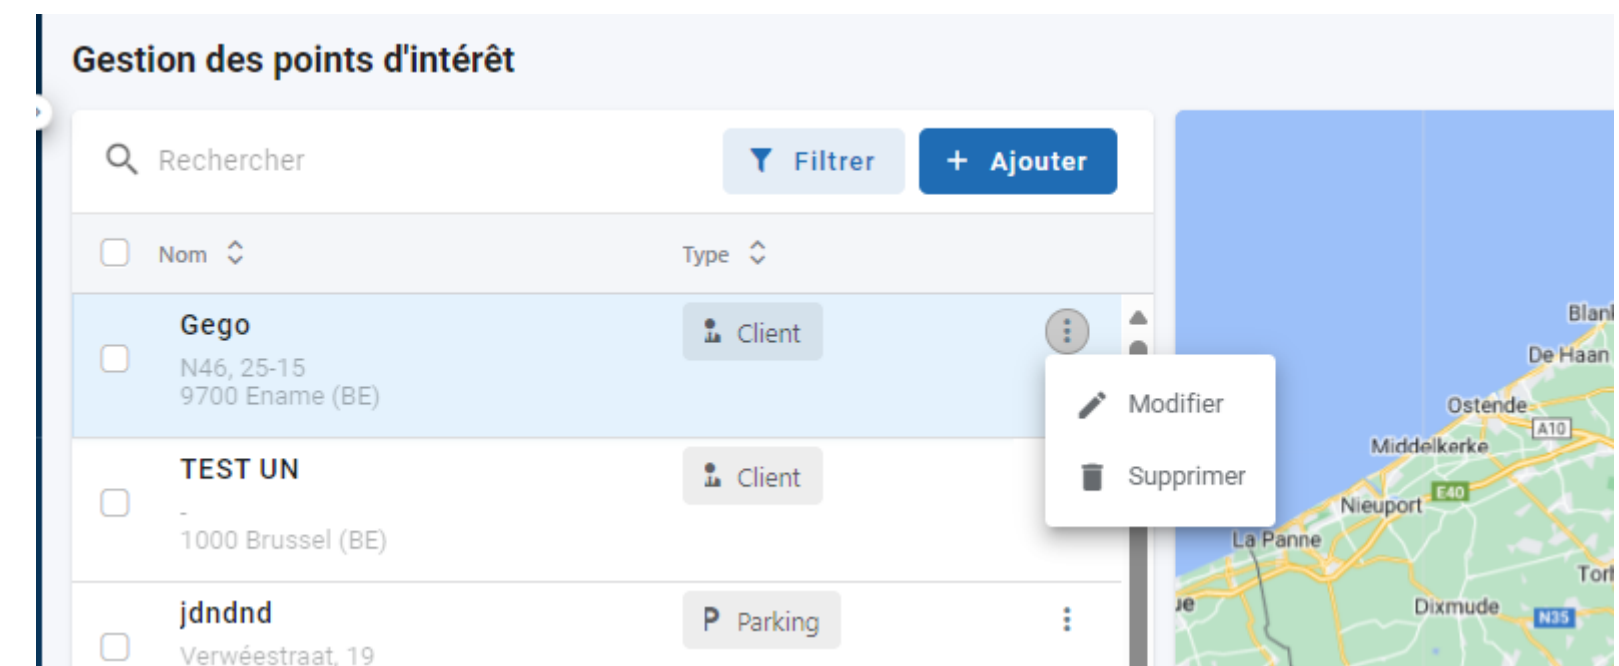 Gestion des points d'intérêt
Rechercher
Filtrer
+ Ajouter
Nom
Type
Gego
Client
N46, 25-15
9700 Ename (BE)
Modifier
Supprimer
TEST UN
Client
-
1000 Brussel (BE)
jdndnd
P Parking
Verwéestraat, 19
De Haan
Ostende
A10
Middelkerke
E40
Nieuport
La Panne
Dixmude
N35